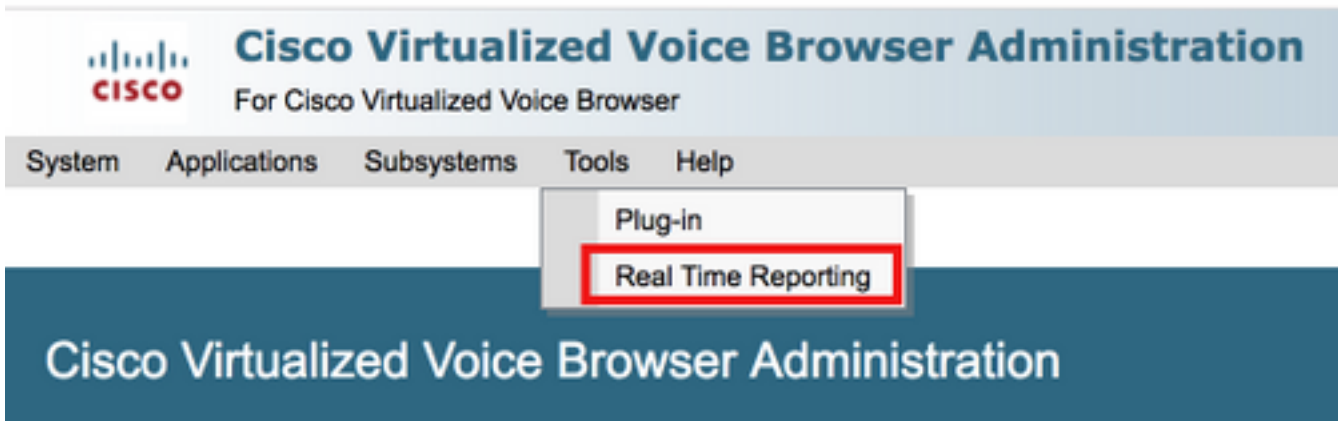 CISCO
Cisco Virtualized Voice Browser Administration
For Cisco Virtualized Voice Browser
System Applications Subsystems Tools Help
Plug-in
Real Time Reporting
Cisco Virtualized Voice Browser Administration